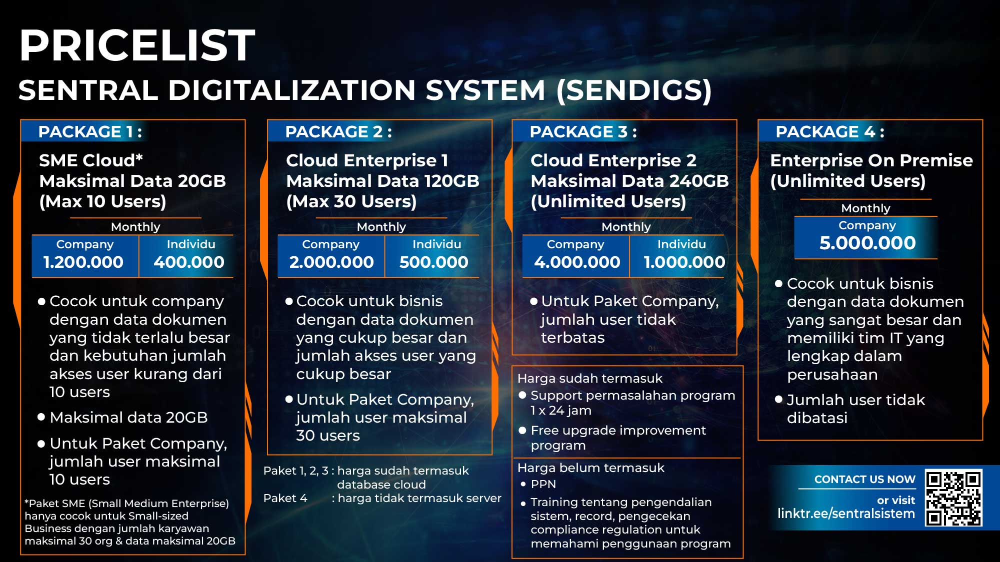 PRICELIST
SENTRAL DIGITALIZATION SYSTEM (SENDIGS)
PACKAGE 1 :
SME Cloud*
Maksimal Data 20GB
(Max 10 Users)
Monthly
Company
1.200.000
Individu
400.000
● Cocok untuk company
dengan data dokumen
yang tidak terlalu besar
dan kebutuhan jumlah
akses user kurang dari
10 users
● Maksimal data 20GB
● Untuk Paket Company,
jumlah user maksimal
10 users
*Paket SME (Small Medium Enterprise)
hanya cocok untuk Small-sized
Business dengan jumlah karyawan
maksimal 30 org & data maksimal 20GB
PACKAGE 2 :
Cloud Enterprise 1
Maksimal Data 120GB
(Max 30 Users)
Monthly
Company
2.000.000
Individu
500.000
● Cocok untuk bisnis
dengan data dokumen
yang cukup besar dan
jumlah akses user yang
cukup besar
● Untuk Paket Company,
jumlah user maksimal
30 users
Paket 1, 2, 3 : harga sudah termasuk
database cloud
Paket 4 : harga tidak termasuk server
PACKAGE 3 :
Cloud Enterprise 2
Maksimal Data 240GB
(Unlimited Users)
Monthly
Company
4.000.000
Individu
1.000.000
● Untuk Paket Company,
jumlah user tidak
terbatas
Harga sudah termasuk
● Support permasalahan program
1 x 24 jam
● Free upgrade improvement
program
Harga belum termasuk
● PPN
● Training tentang pengendalian
sistem, record, pengecekan
compliance regulation untuk
memahami penggunaan program
PACKAGE 4 :
Enterprise On Premise
(Unlimited Users)
Monthly
Company
5.000.000
● Cocok untuk bisnis
dengan data dokumen
yang sangat besar dan
memiliki tim IT yang
lengkap dalam
perusahaan
● Jumlah user tidak
dibatasi
CONTACT US NOW
or visit
linktr.ee/sentralsistem